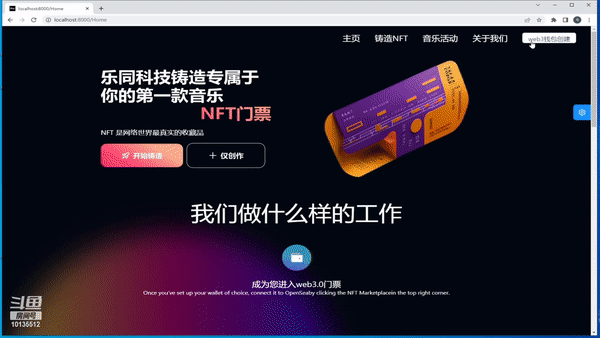 localhost:8000/Home
localhost:8000/Home
主页 铸造NFT 音乐活动 关于我们 web3钱包创建
乐同科技铸造专属于
你的第一款音乐
NFT门票
NFT 是网络世界最真实的收藏品
开始铸造 仅创作
我们做什么样的工作
成为您进入web3.0门票
Once you've set up your wallet of choice, connect it to OpenSeaby clicking the NFT Marketplacein the top right corner.
斗鱼
房间号
10135512